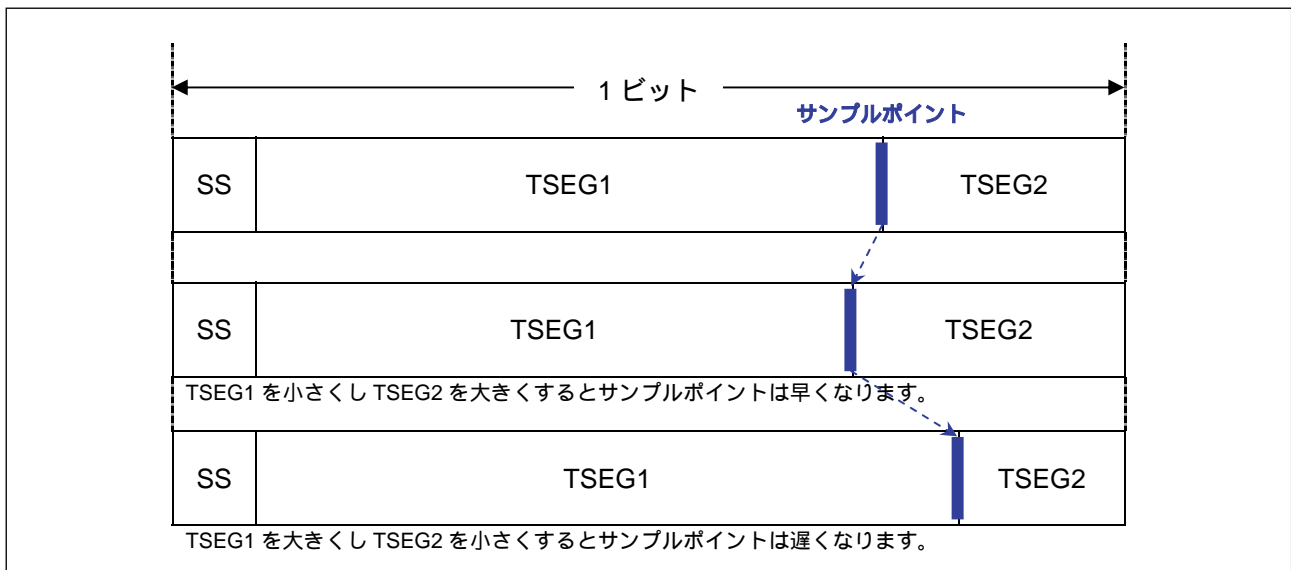 1 ビット
サンプルポイント
SS TSEG1 TSEG2
SS TSEG1 TSEG2
TSEG1 を小さくし TSEG2 を大きくするとサンプルポイントは早くなります。
SS TSEG1 TSEG2
TSEG1 を大きくし TSEG2 を小さくするとサンプルポイントは遅くなります。